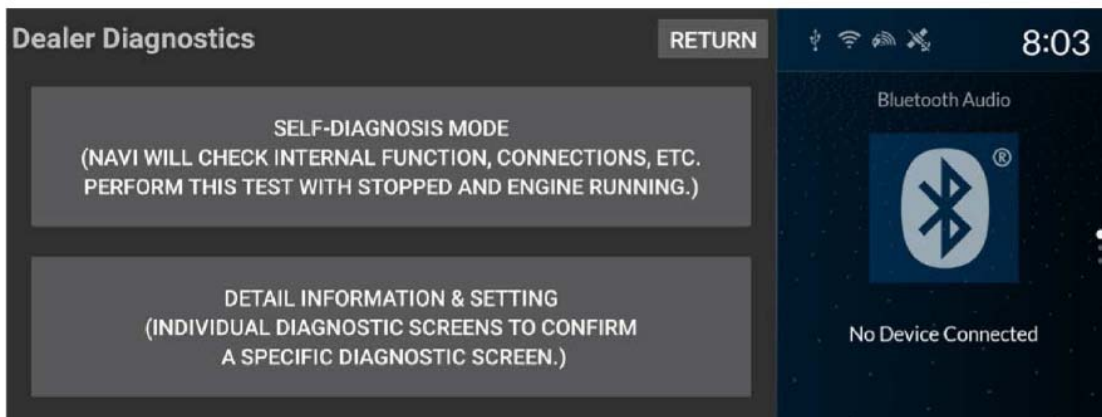 Dealer Diagnostics
RETURN
SELF-DIAGNOSIS MODE
(NAVI WILL CHECK INTERNAL FUNCTION, CONNECTIONS, ETC.
PERFORM THIS TEST WITH STOPPED AND ENGINE RUNNING.)
DETAIL INFORMATION & SETTING
(INDIVIDUAL DIAGNOSTIC SCREENS TO CONFIRM
A SPECIFIC DIAGNOSTIC SCREEN.)
8:03
Bluetooth Audio
®
No Device Connected